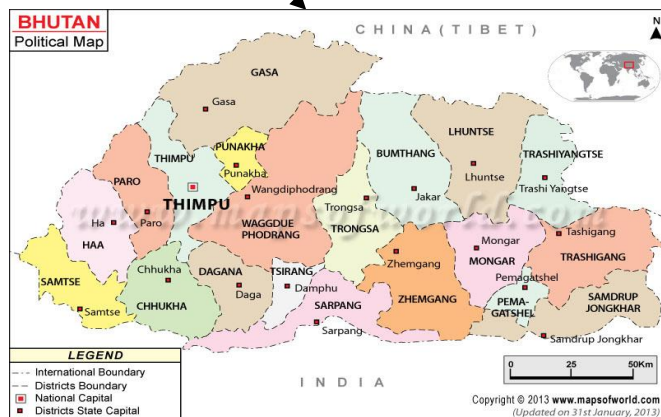 BHUTAN
Political Map
CHINA (TIBET)
N
GASA
Gasa
THIMPU
PUNAKHA
Punakha
LHUNTSE
Lhuntse
BUMTHANG
Jakar
TRASHIYANGTSE
Trashi Yangtse
PARO
Paro
THIMPU
Wangdiphodrang
WAGGDUE
PHODRANG
Trongsa
TRONGSA
www.mapsofworld.com
Ha
HAA
Mongar
MONGAR
Tashigang
TRASHIGANG
Zhemgang
ZHEMGANG
Pemagatshel
PEMA-
GATSHEL
SAMDRUP
JONGKHAR
Samdrup Jongkhar
SAMTSE
Samtse
Chhukha
CHHUKHA
DAGANA
Daga
TSIRANG
Damphu
SARPANG
Sarpang
LEGEND
International Boundary
Districts Boundary
National Capital
Districts State Capital
INDIA
0 25 50Km
Copyright © 2013 www.mapsofworld.com
(Updated on 31st January, 2013)